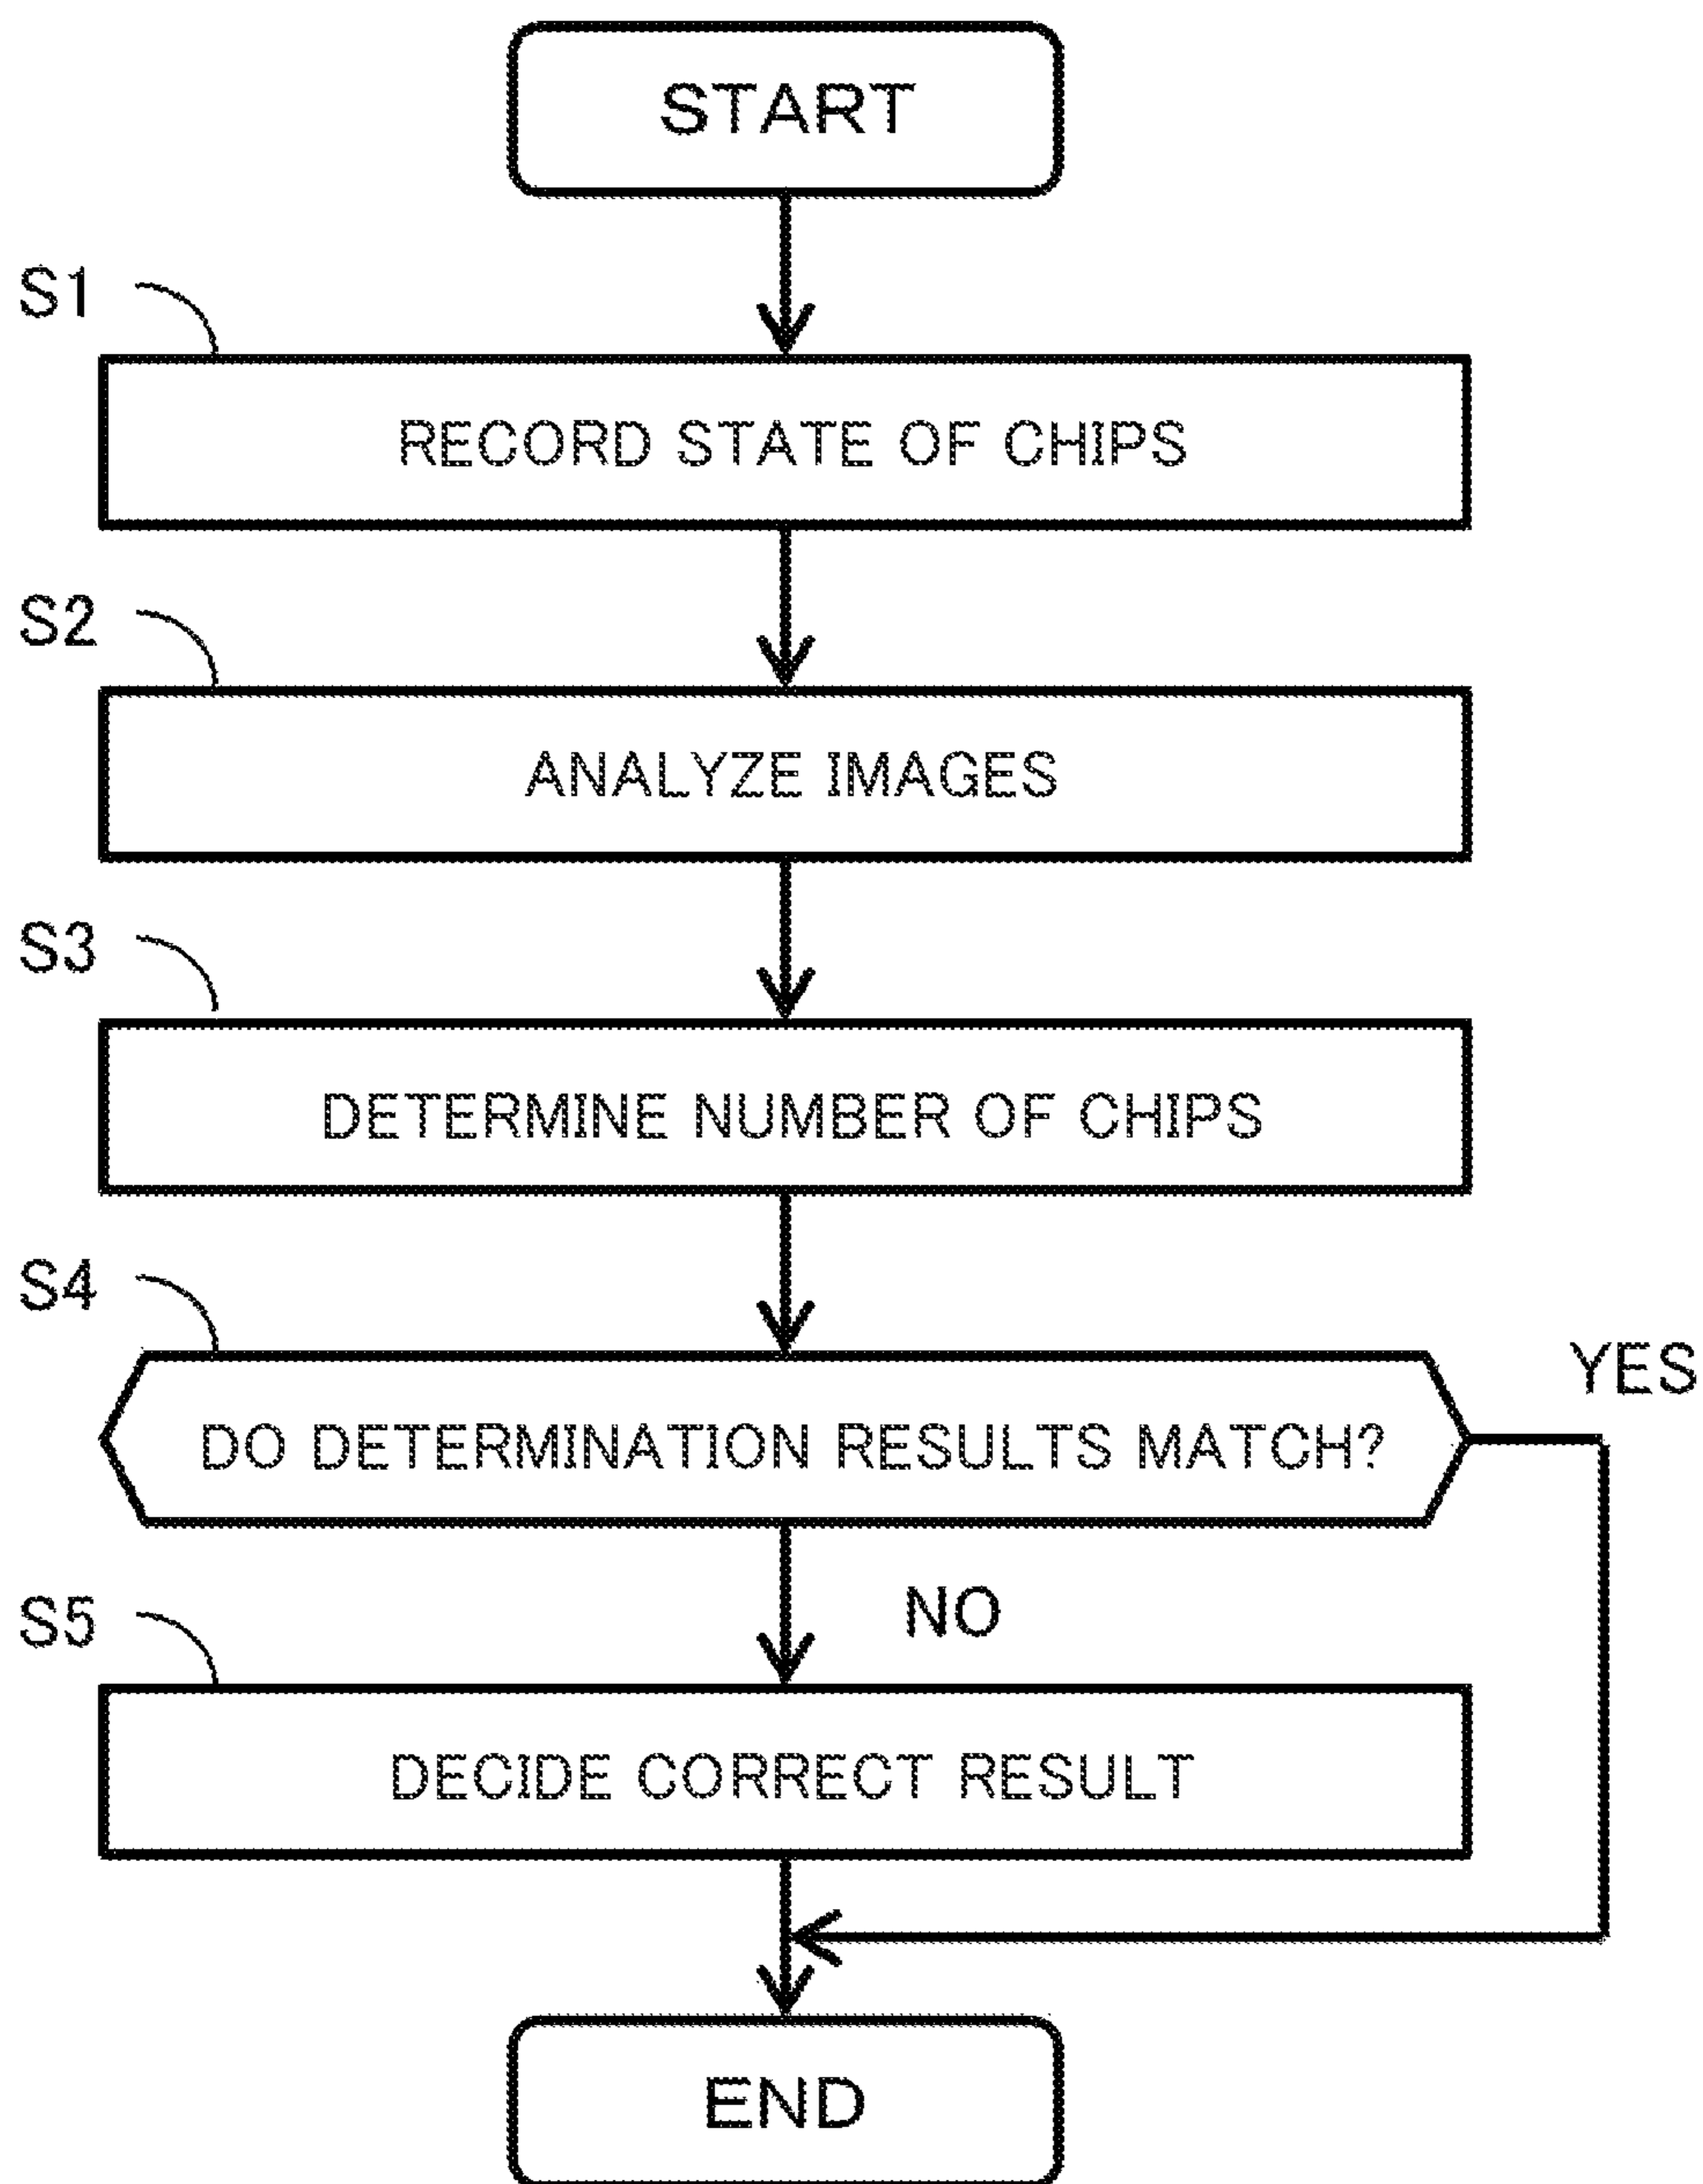 START
S1
RECORD STATE OF CHIPS
S2
ANALYZE IMAGES
S3
DETERMINE NUMBER OF CHIPS
S4
YES
DO DETERMINATION RESULTS MATCH?
NO
S5
DECIDE CORRECT RESULT
END